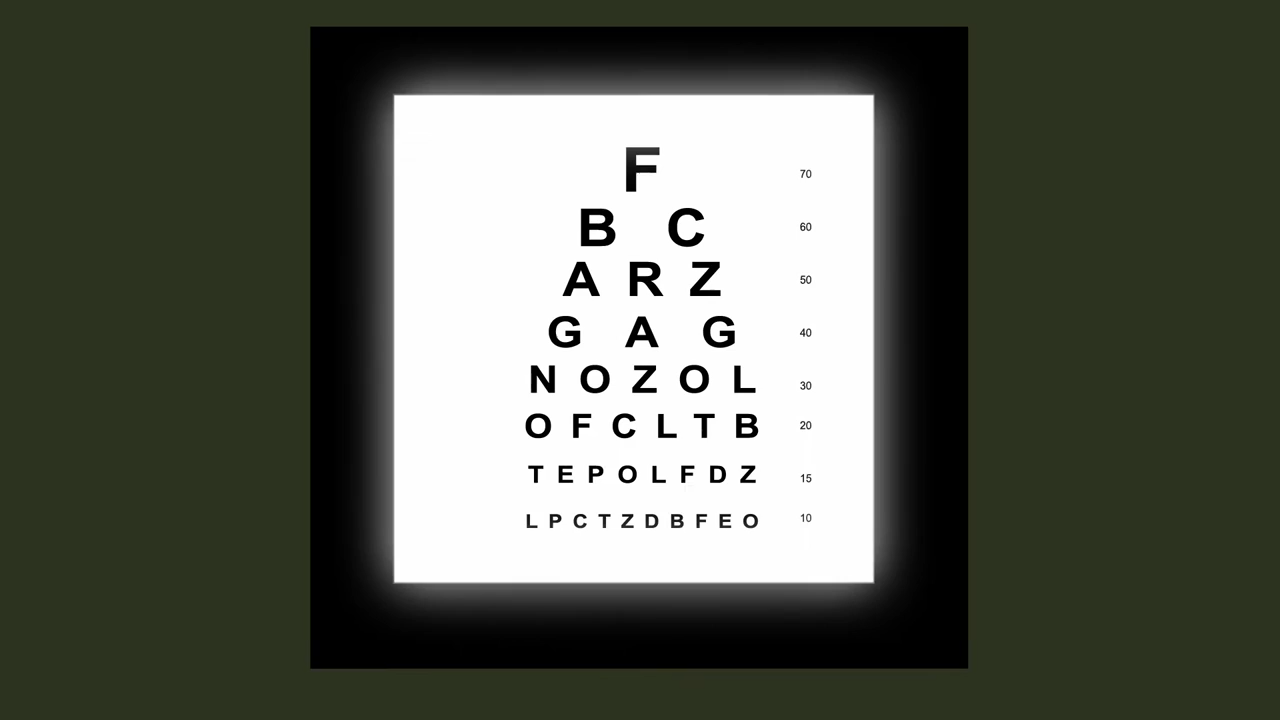 F 70
B C 60
A R Z 50
G A G 40
N O Z O L 30
O F C L T B 20
T E P O L F D Z 15
L P C T Z D B F E O 10